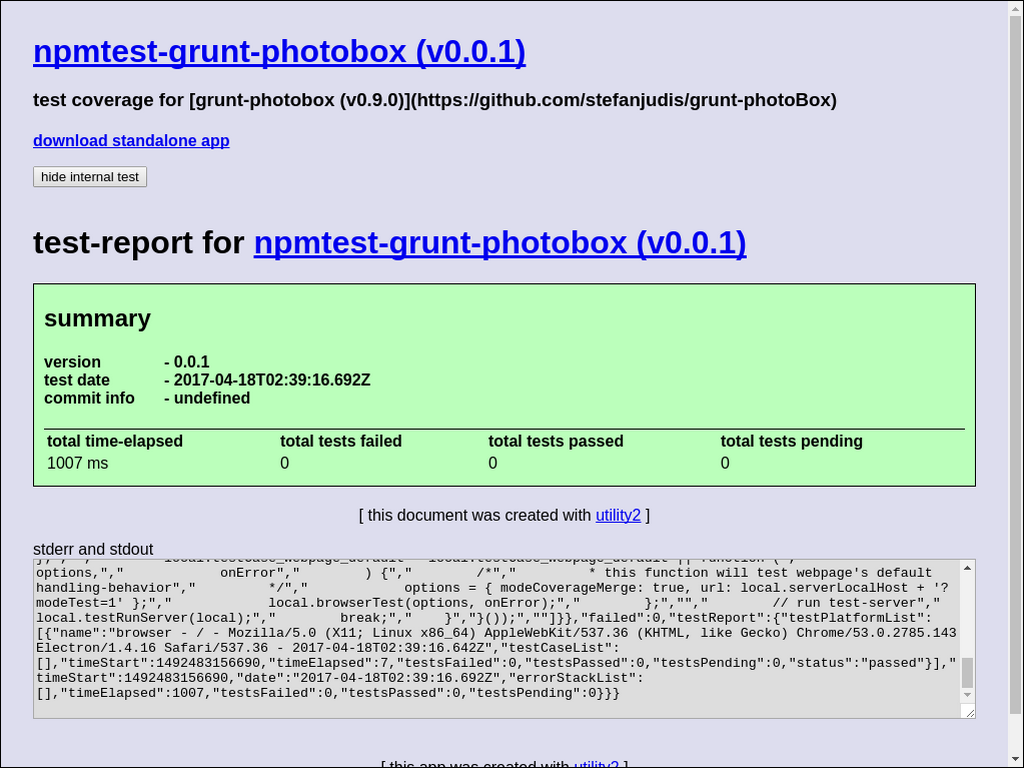 npmtest-grunt-photobox (v0.0.1)
test coverage for [grunt-photobox (v0.9.0)](https://github.com/stefanjudis/grunt-photoBox)
download standalone app
hide internal test
test-report for npmtest-grunt-photobox (v0.0.1)
summary
version - 0.0.1
test date - 2017-04-18T02:39:16.692Z
commit info - undefined
total time-elapsed total tests failed total tests passed total tests pending
1007 ms 0 0 0
[ this document was created with utility2 ]
stderr and stdout
options,","            onError","        ) {","        /*","         * this function will test webpage's default
handling-behavior","         */","            options = { modeCoverageMerge: true, url: local.serverLocalHost + '?
modeTest=1' };","            local.browserTest(options, onError);","        };","","        // run test-server","
local.testRunServer(local);","        break;","    }","}());",""]}},"failed":0,"testReport":{"testPlatformList":
[{"name":"browser - / - Mozilla/5.0 (X11; Linux x86_64) AppleWebKit/537.36 (KHTML, like Gecko) Chrome/53.0.2785.143
Electron/1.4.16 Safari/537.36 - 2017-04-18T02:39:16.642Z","testCaseList":
[],"timeStart":1492483156690,"timeElapsed":7,"testsFailed":0,"testsPassed":0,"testsPending":0,"status":"passed"}],"
timeStart":1492483156690,"date":"2017-04-18T02:39:16.692Z","errorStackList":
[],"timeElapsed":1007,"testsFailed":0,"testsPassed":0,"testsPending":0}}}
[ this app was created with utility2 ]